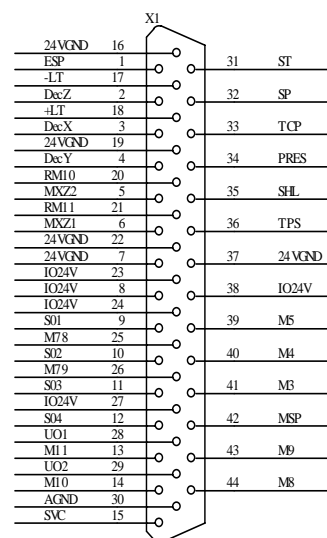 X1
24VGND 16
ESP 1 31 ST
-LT 17
DecZ 2 32 SP
+LT 18
DecX 3 33 TCP
24VGND 19
DecY 4 34 PRES
RM10 20
MXZ2 5 35 SHL
RM11 21
MXZ1 6 36 TPS
24VGND 22
24VGND 7 37 24VGND
IO24V 23
IO24V 8 38 IO24V
IO24V 24
S01 9 39 M5
M78 25
S02 10 40 M4
M79 26
S03 11 41 M3
IO24V 27
S04 12 42 MSP
UO1 28
M11 13 43 M9
UO2 29
M10 14 44 M8
AGND 30
SVC 15